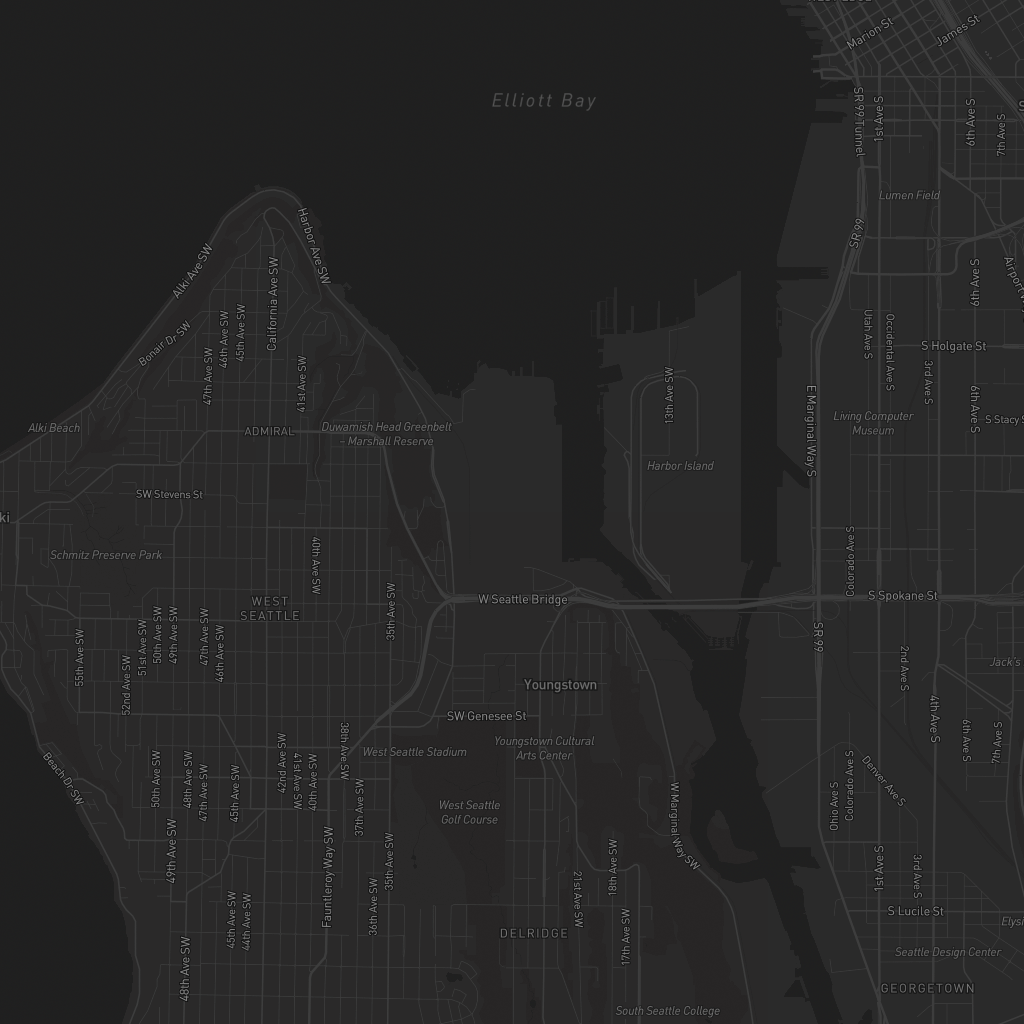 Marion St
James St
Elliott Bay
SR 99 Tunnel
1st Ave S
6th Ave S
7th Ave S
Lumen Field
Harbor Ave SW
Alki Ave SW
SR 99
California Ave SW
6th Ave S
46th Ave SW
45th Ave SW
Bonair Dr SW
Utah Ave S
Occidental Ave S
S Holgate St
47th Ave SW
41st Ave SW
13th Ave SW
3rd Ave S
6th Ave S
E Marginal Way S
Living Computer
Museum
S Stacy S
Alki Beach
ADMIRAL
Duwamish Head Greenbelt
- Marshall Reserve
Harbor Island
SW Stevens St
ki
Schmitz Preserve Park
40th Ave SW
Colorado Ave S
WEST
SEATTLE
35th Ave SW
W Seattle Bridge
S Spokane St
55th Ave SW
52nd Ave SW
51st Ave SW
50th Ave SW
49th Ave SW
47th Ave SW
46th Ave SW
SR 99
2nd Ave S
Jack's
Youngstown
SW Genesee St
4th Ave S
6th Ave S
7th Ave S
West Seattle Stadium
Youngstown Cultural
Arts Center
38th Ave SW
42nd Ave SW
41st Ave SW
40th Ave SW
Beach Dr SW
50th Ave SW
48th Ave SW
47th Ave SW
45th Ave SW
37th Ave SW
Denver Ave S
Ohio Ave S
Colorado Ave S
West Seattle
Golf Course
W Marginal Way SW
49th Ave SW
Fauntleroy Way SW
35th Ave SW
18th Ave SW
1st Ave S
3rd Ave S
36th Ave SW
21st Ave SW
45th Ave SW
44th Ave SW
17th Ave SW
S Lucile St
Elysi
DELRIDGE
48th Ave SW
Seattle Design Center
GEORGETOWN
South Seattle College